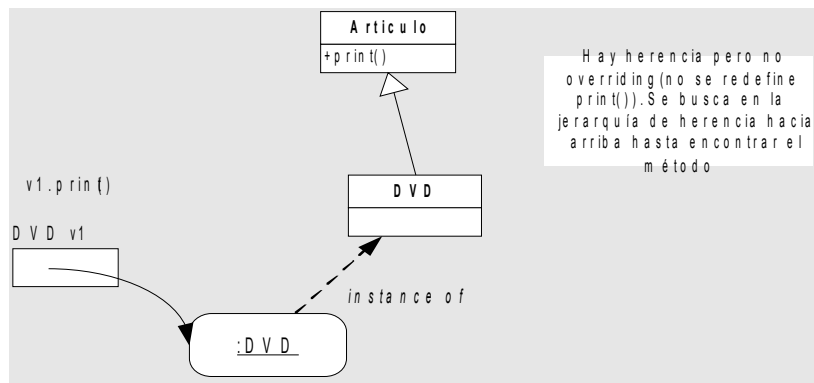 Articulo
+print()
Hay herencia pero no
overriding(no se redefine
print()).Se busca en la
jerarquía de herencia hacia
arriba hasta encontrar el
método
v1.print()
DVD
DVD v1
instance of
:DVD